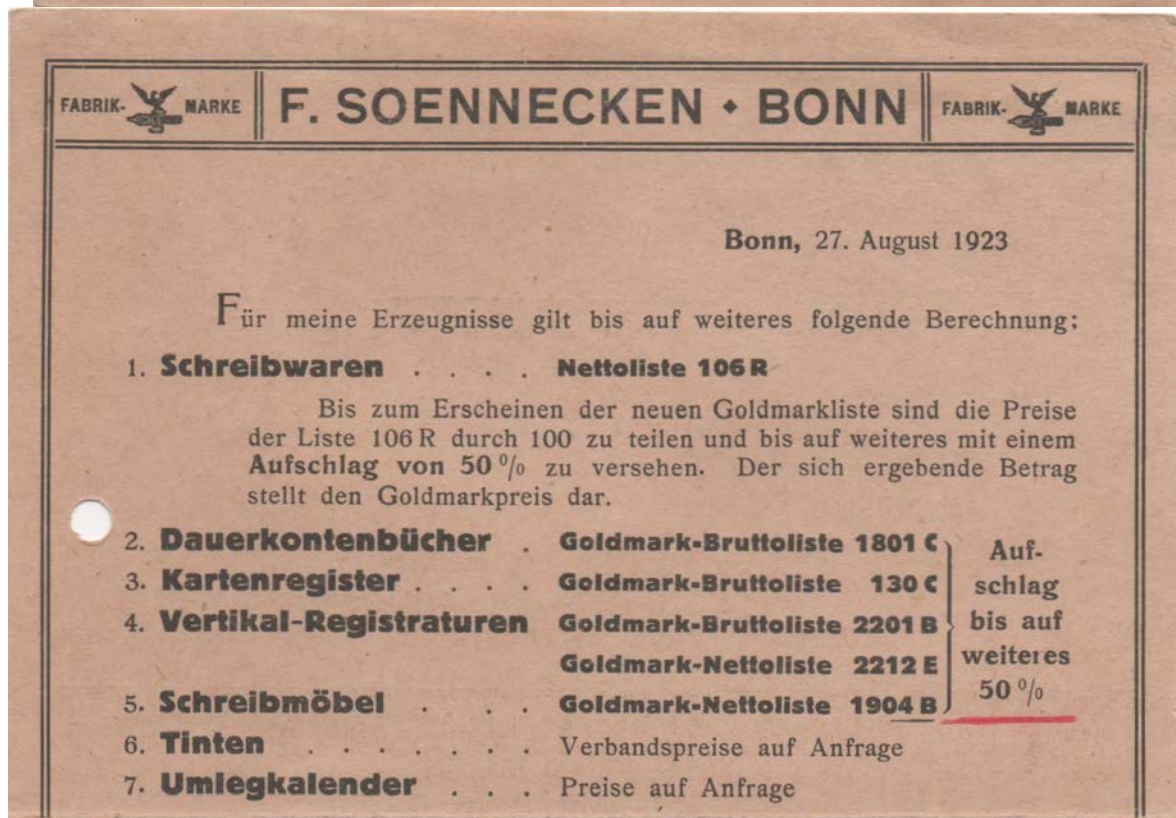 FABRIK- MARKE F. SOENNECKEN • BONN FABRIK- MARKE
Bonn, 27. August 1923
Für meine Erzeugnisse gilt bis auf weiteres folgende Berechnung:
1. Schreibwaren . . . . Nettoliste 106 R
Bis zum Erscheinen der neuen Goldmarkliste sind die Preise
der Liste 106 R durch 100 zu teilen und bis auf weiteres mit einem
Aufschlag von 50 % zu versehen. Der sich ergebende Betrag
stellt den Goldmarkpreis dar.
2. Dauerkontenbücher . Goldmark-Bruttoliste 1801 C
3. Kartenregister . . . . Goldmark-Bruttoliste 130 C
4. Vertikal-Registraturen Goldmark-Bruttoliste 2201 B
Goldmark-Nettoliste 2212 E
5. Schreibmöbel . . . Goldmark-Nettoliste 1904 B
Auf-
schlag
bis auf
weiteres
50 %
6. Tinten . . . . . . . Verbandspreise auf Anfrage
7. Umlegkalender . . . Preise auf Anfrage